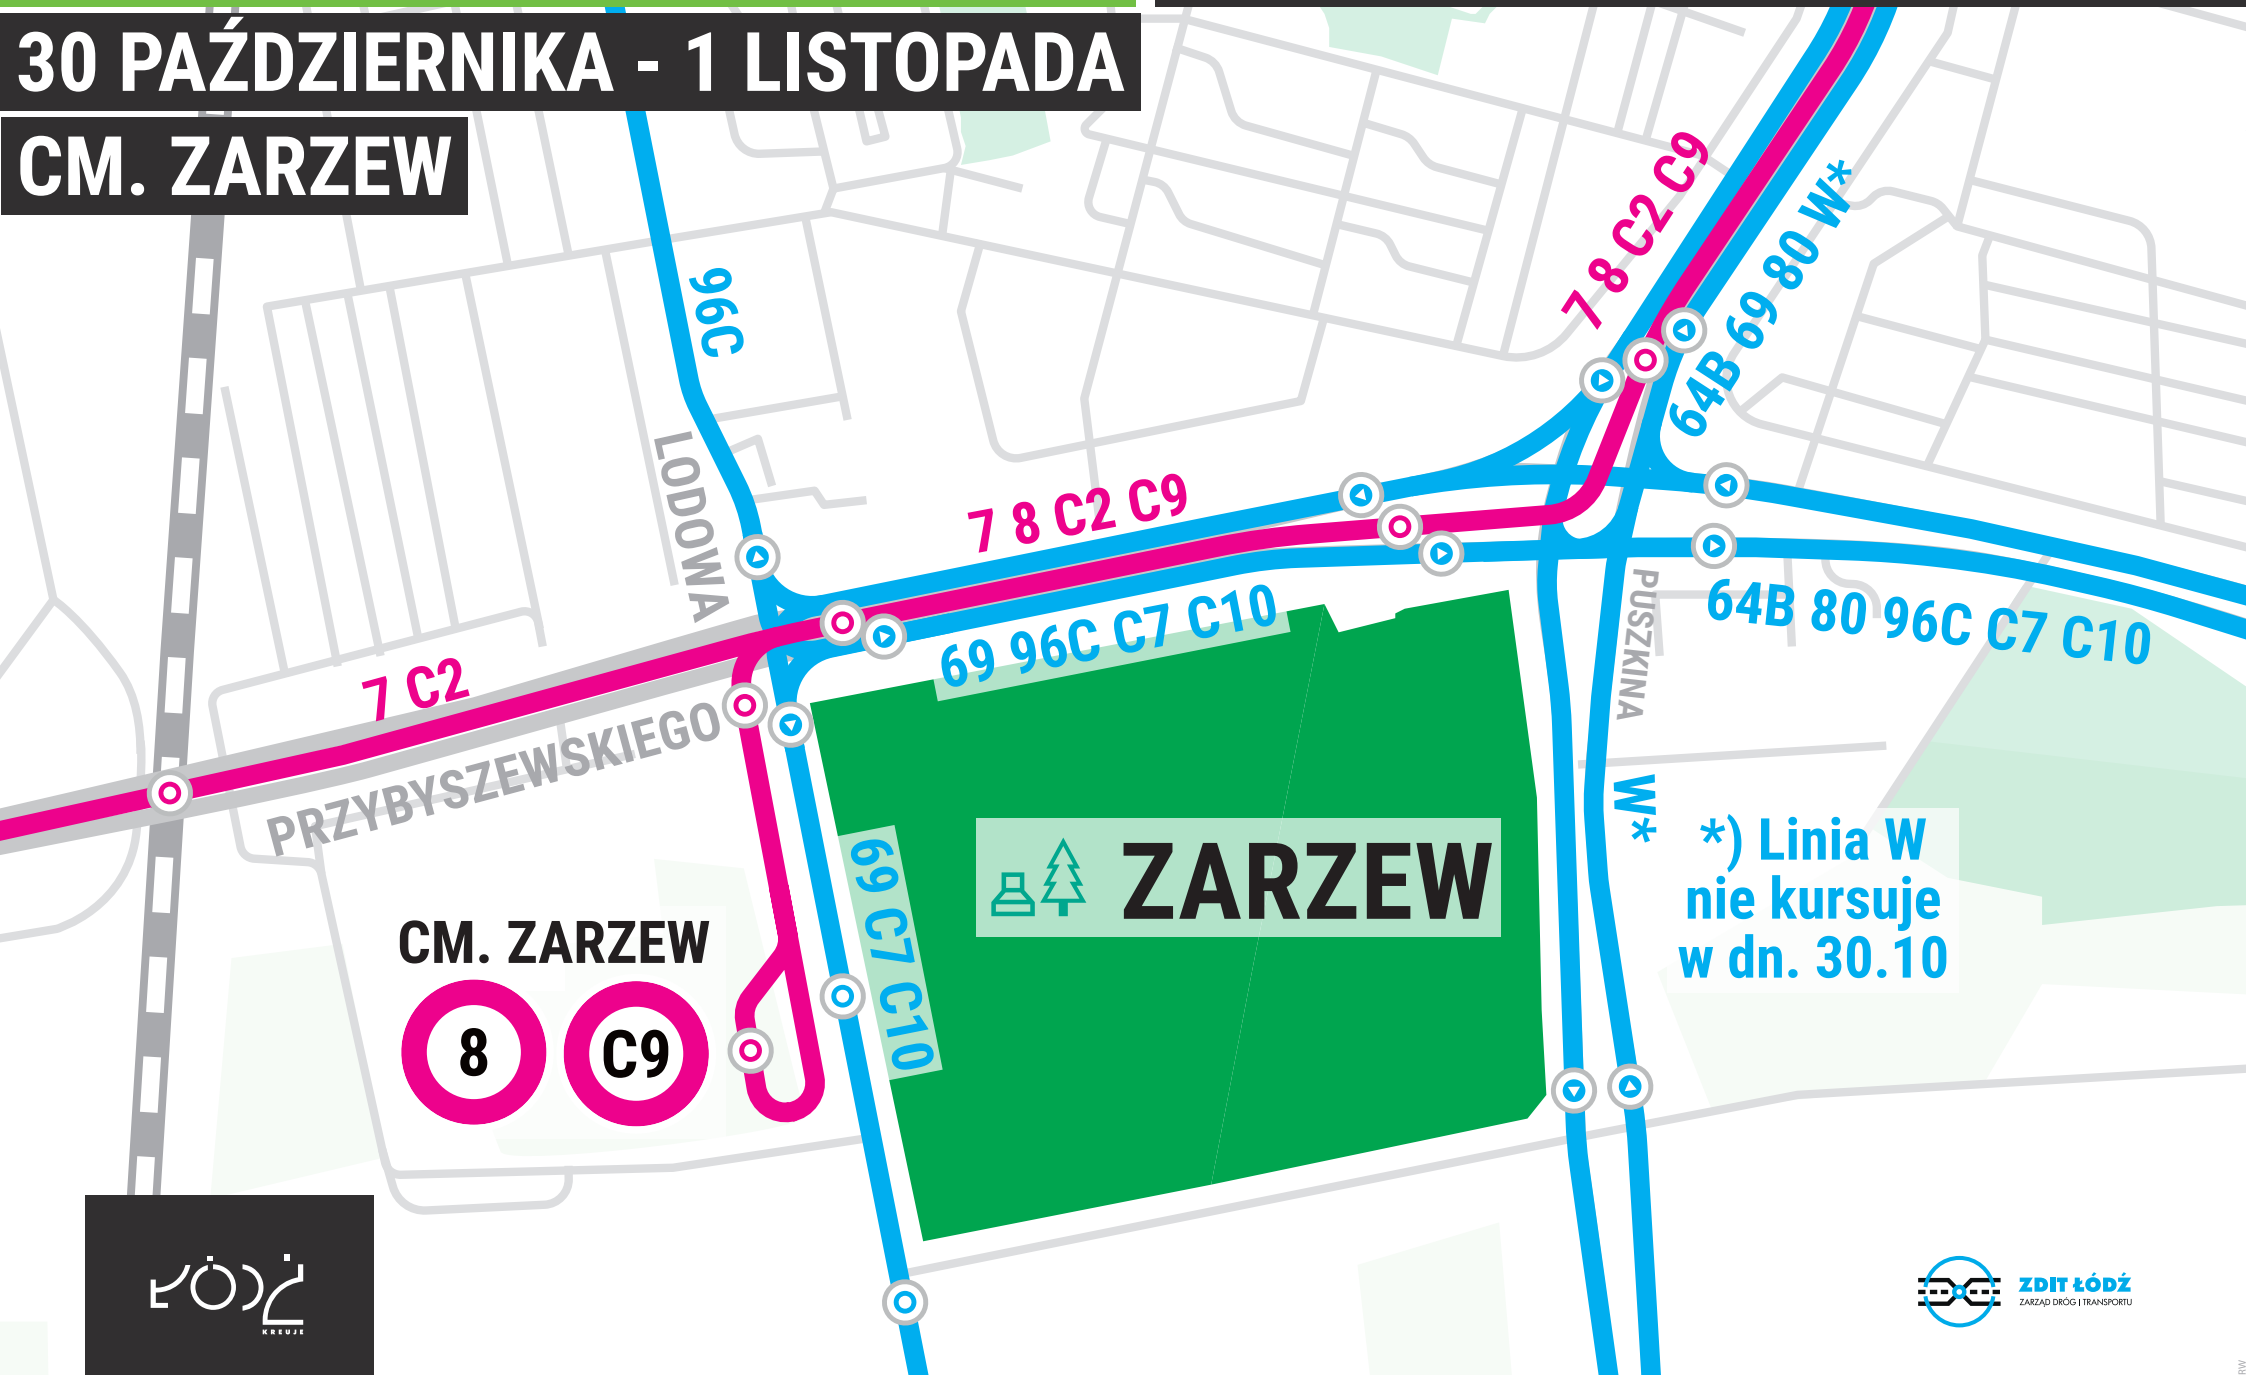 30 PAŹDZIERNIKA - 1 LISTOPADA
CM. ZARZEW
96C
7 8 C2 C9
64B 69 80 W*
LODOWA
7 8 C2 C9
69 96C C7 C10
PUSZKINA
64B 80 96C C7 C10
7 C2
PRZYBYSZEWSKIEGO
W*
*) Linia W
nie kursuje
w dn. 30.10
ZARZEW
69 C7 C10
CM. ZARZEW
8
C9
ŁÓDŹ
KREUJE
ZDIT ŁÓDŹ
ZARZĄD DRÓG I TRANSPORTU
RW